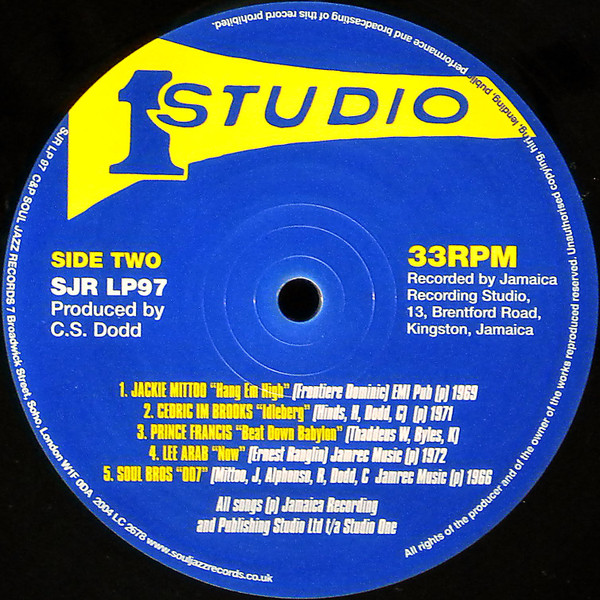 1 STUDIO
SIDE TWO
SJR LP97
Produced by
C.S. Dodd
33RPM
Recorded by Jamaica
Recording Studio,
13, Brentford Road,
Kingston, Jamaica
1. JACKIE MITTOO "Hang Em High" (Frontiere Dominic) EMI Pub (p) 1969
2. CEDRIC IM BROOKS "Idleberg" (Hinds, H, Dodd, C) (p) 1971
3. PRINCE FRANCIS "Beat Down Babylon" (Thaddeus W, Byles, K)
4. LEE ARAB "Now" (Ernest Ranglin) Jamrec Music (p) 1972
5. SOUL BROS "007" (Mittoo, J, Alphonso, R, Dodd, C Jamrec Music (p) 1966
All songs (p) Jamaica Recording
and Publishing Studio Ltd t/a Studio One
SJR LP 97 C&P SOUL JAZZ RECORDS 7 Broadwick Street, Soho, London W1F 0DA 2004 LC 2678 www.souljazzrecords.co.uk
All rights of the producer and of the owner of the works reproduced reserved. Unauthorised copying, hiring, lending, public performance and broadcasting of this record prohibited.